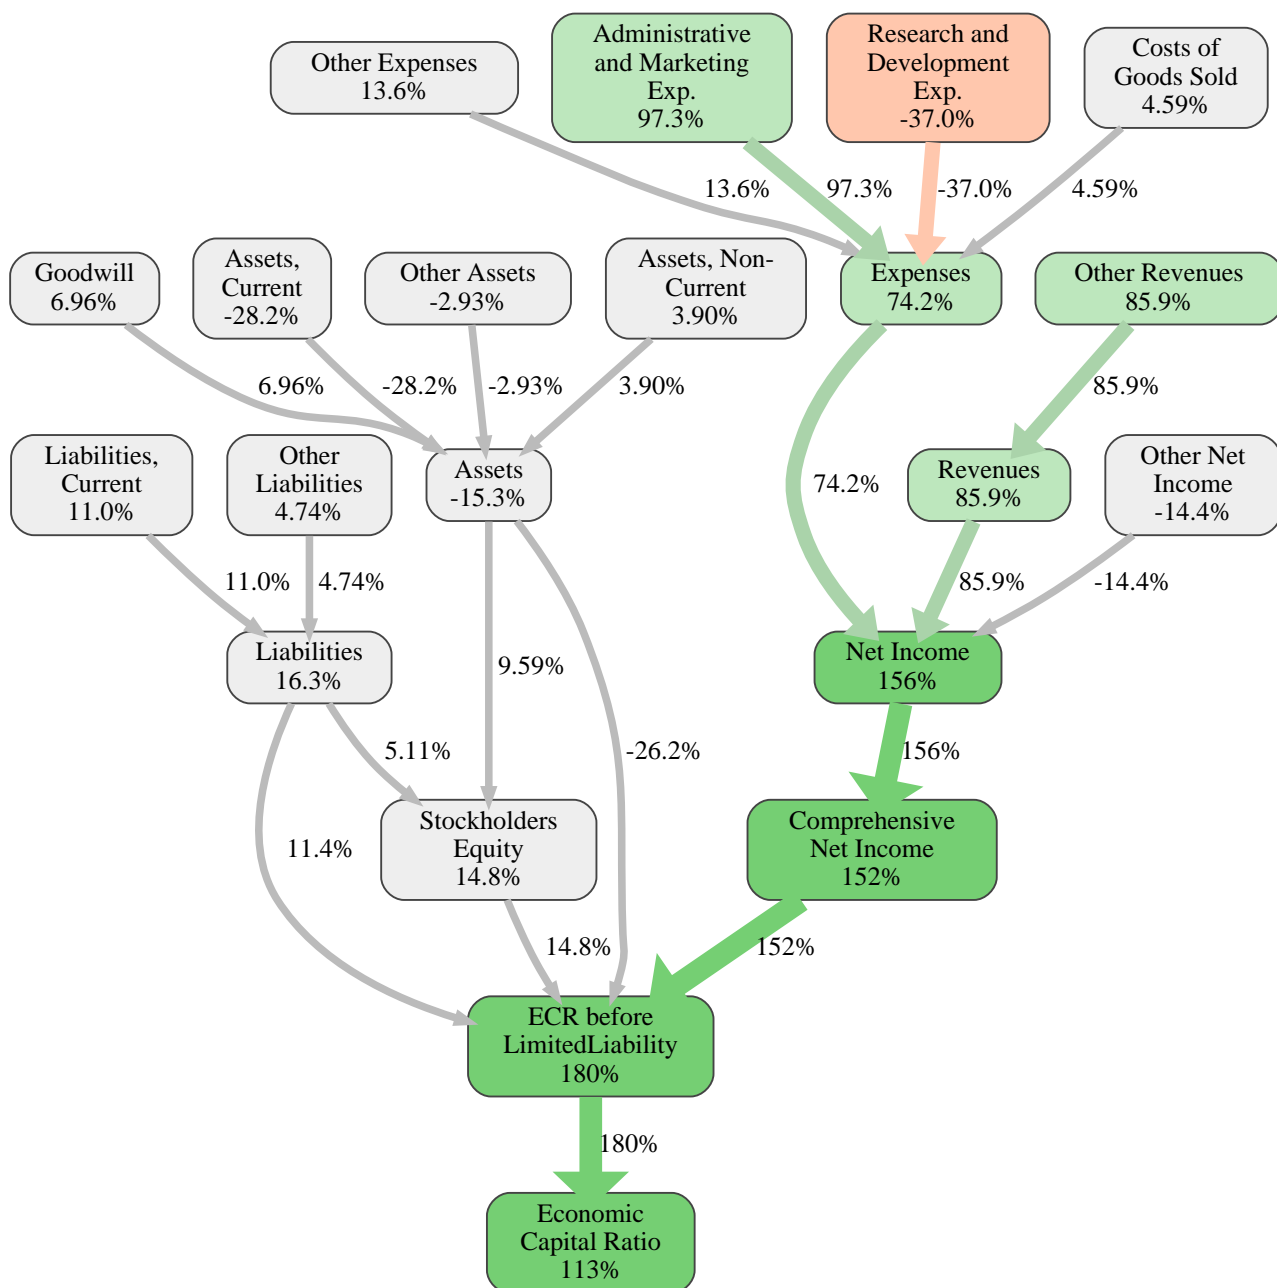 Other Expenses
13.6%
Administrative
and Marketing
Exp.
97.3%
Research and
Development
Exp.
-37.0%
Costs of
Goods Sold
4.59%
13.6%
97.3%
-37.0%
4.59%
Goodwill
6.96%
Assets,
Current
-28.2%
Other Assets
-2.93%
Assets, Non-
Current
3.90%
Expenses
74.2%
Other Revenues
85.9%
6.96%
-28.2%
-2.93%
3.90%
85.9%
Liabilities,
Current
11.0%
Other
Liabilities
4.74%
Assets
-15.3%
74.2%
Revenues
85.9%
Other Net
Income
-14.4%
11.0%
4.74%
85.9%
-14.4%
Liabilities
16.3%
9.59%
Net Income
156%
5.11%
-26.2%
156%
11.4%
Stockholders
Equity
14.8%
Comprehensive
Net Income
152%
14.8%
152%
ECR before
LimitedLiability
180%
180%
Economic
Capital Ratio
113%